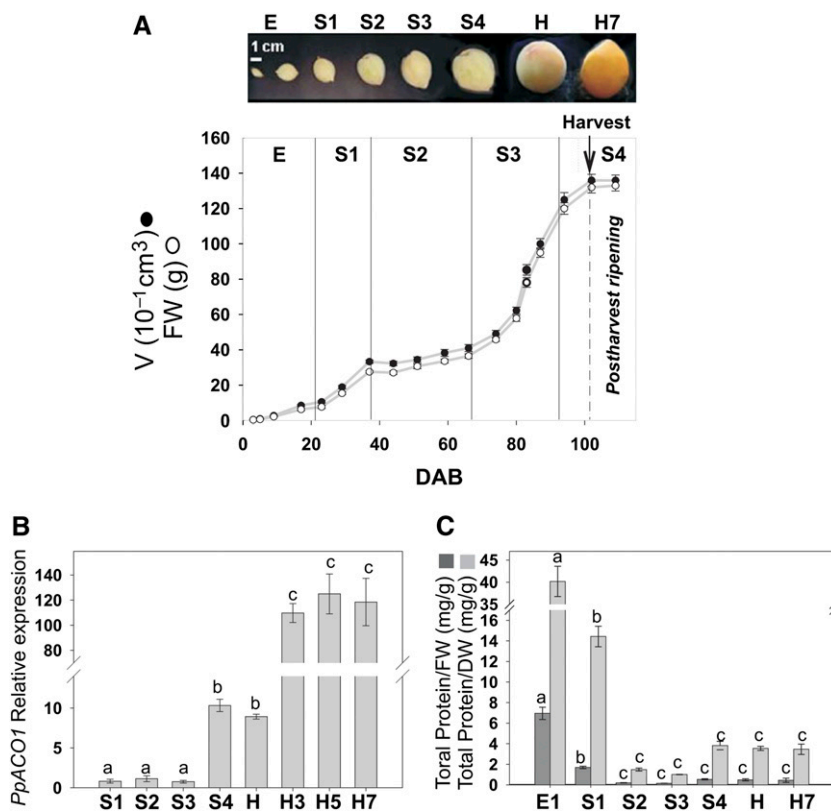 A
E S1 S2 S3 S4 H H7
1 cm
Harvest
160
140
120
100
80
60
40
20
0
E S1 S2 S3 S4
Postharvest ripening
V (10⁻¹cm³) ●
FW (g) ○
0 20 40 60 80 100
DAB
B
PpACO1 Relative expression
140
120
100
80
10
5
0
a a a b b c c c
S1 S2 S3 S4 H H3 H5 H7
C
Toral Protein/FW (mg/g)
Total Protein/DW (mg/g)
45
40
35
16
14
12
10
8
6
4
2
0
a a b b c c c c c c c c c c
E1 S1 S2 S3 S4 H H7